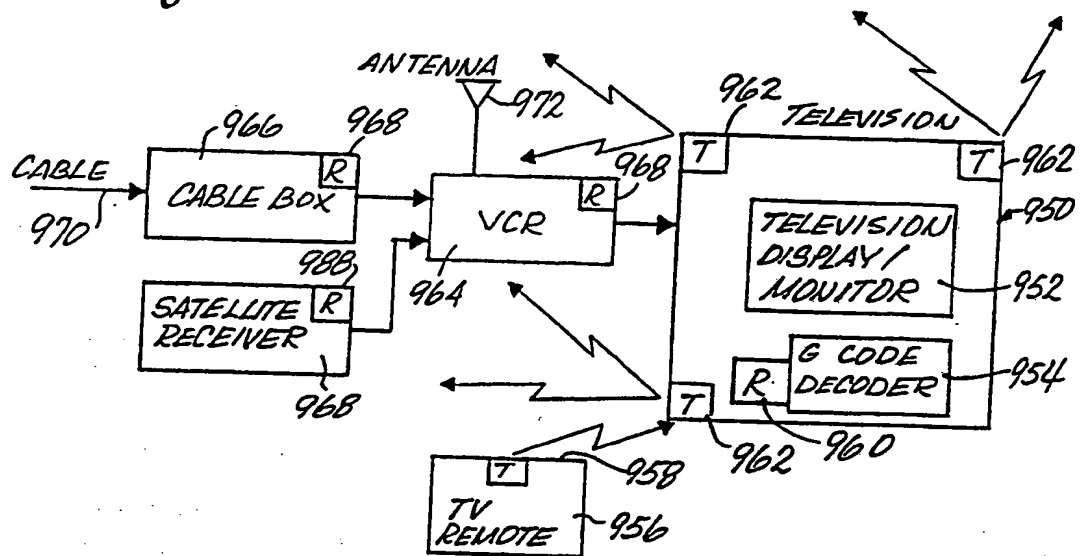 ANTENNA
972
962
TELEVISION
966
968
T
T
962
CABLE
R
CABLE BOX
970
968
R
VCR
950
TELEVISION
DISPLAY/
MONITOR
952
988
964
R
SATELLITE
RECEIVER
968
G CODE
DECODER
954
R
T
962
960
T
958
TV
REMOTE
956